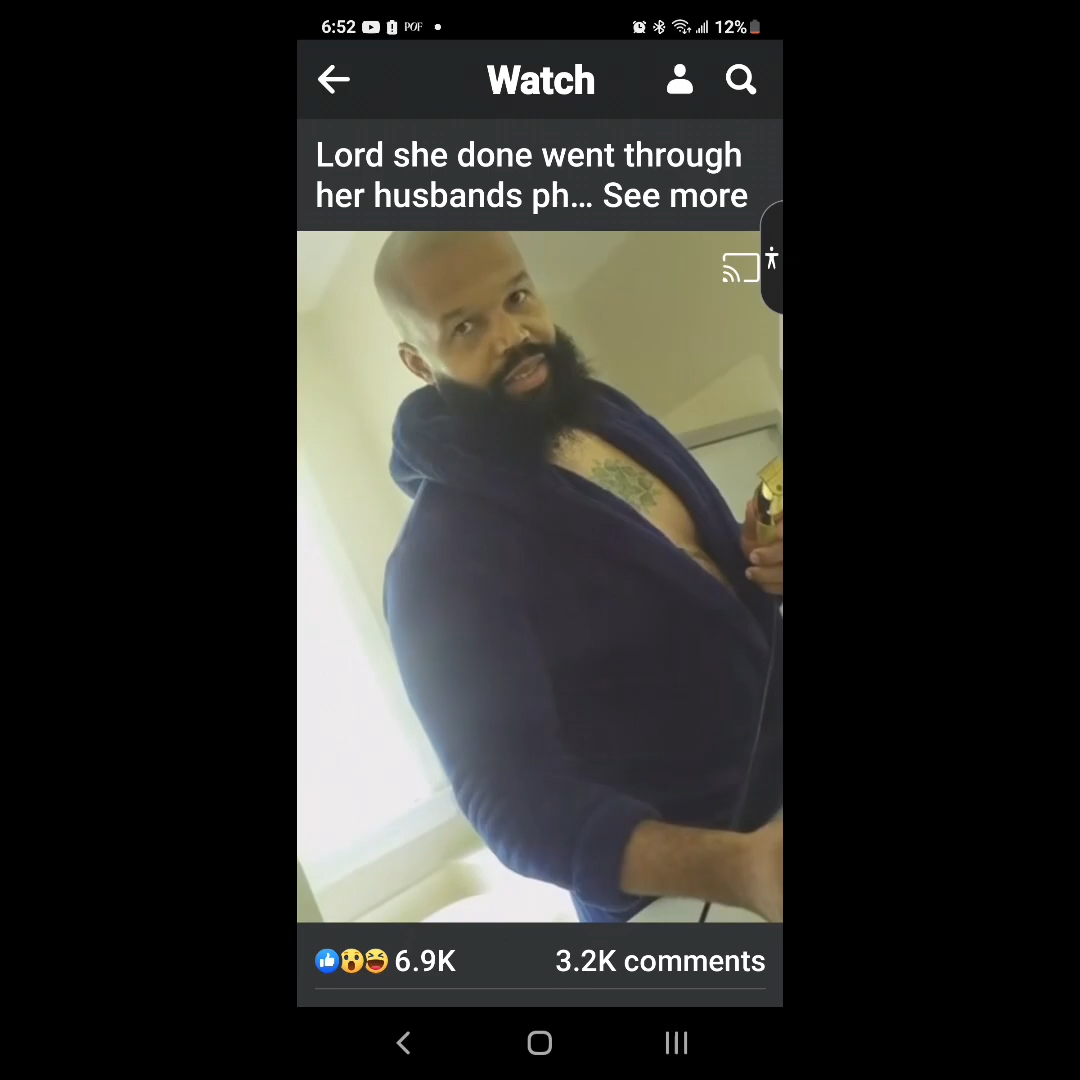 6:52 POF 12%
Watch
Lord she done went through
her husbands ph... See more
6.9K 3.2K comments